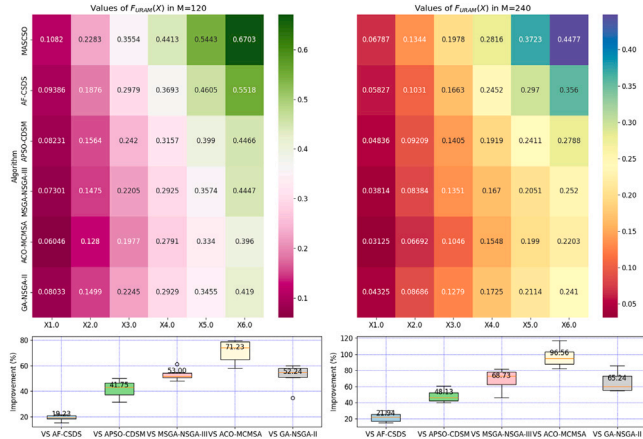 Values of F_URAM(X) in M=120
MASCSO 0.1082 0.2283 0.3554 0.4413 0.5443 0.6703
AF-CSDS 0.09386 0.1876 0.2979 0.3693 0.4605 0.5518
APSO-CDSM 0.08231 0.1564 0.242 0.3157 0.399 0.4466
MSGA-NSGA-III 0.07301 0.1475 0.2205 0.2925 0.3574 0.4447
ACO-MCMSA 0.06046 0.128 0.1977 0.2791 0.334 0.396
GA-NSGA-II 0.08033 0.1499 0.2245 0.2929 0.3455 0.419
Algorithm
X1.0 X2.0 X3.0 X4.0 X5.0 X6.0
0.6
0.5
0.4
0.3
0.2
0.1
Values of F_URAM(X) in M=240
0.06787 0.1344 0.1978 0.2816 0.3723 0.4477
0.05827 0.1031 0.1663 0.2452 0.297 0.356
0.04836 0.09209 0.1405 0.1919 0.2411 0.2788
0.03814 0.08384 0.1351 0.167 0.2051 0.252
0.03125 0.06692 0.1046 0.1548 0.199 0.2203
0.04325 0.08686 0.1279 0.175 0.2114 0.241
X1.0 X2.0 X3.0 X4.0 X5.0 X6.0
0.40
0.35
0.30
0.25
0.20
0.15
0.10
0.05
Improvement (%)
80
60
40
20
19.23 41.75 53.00 71.23 52.24
VS AF-CSDS VS APSO-CDSM VS MSGA-NSGA-III VS ACO-MCMSA VS GA-NSGA-II
Improvement (%)
120
100
80
60
40
20
21.94 48.13 68.73 96.56 65.24
VS AF-CSDS VS APSO-CDSM VS MSGA-NSGA-III VS ACO-MCMSA VS GA-NSGA-II